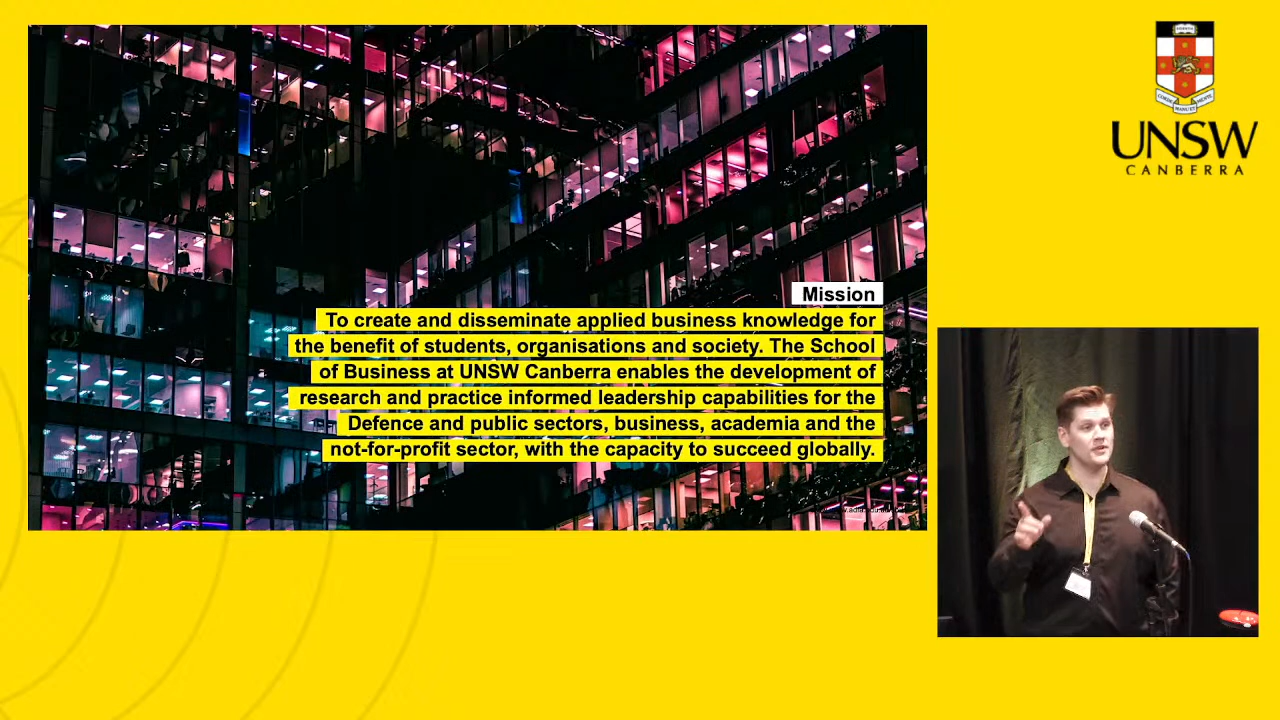 Mission
To create and disseminate applied business knowledge for
the benefit of students, organisations and society. The School
of Business at UNSW Canberra enables the development of
research and practice informed leadership capabilities for the
Defence and public sectors, business, academia and the
not-for-profit sector, with the capacity to succeed globally.
UNSW
CANBERRA